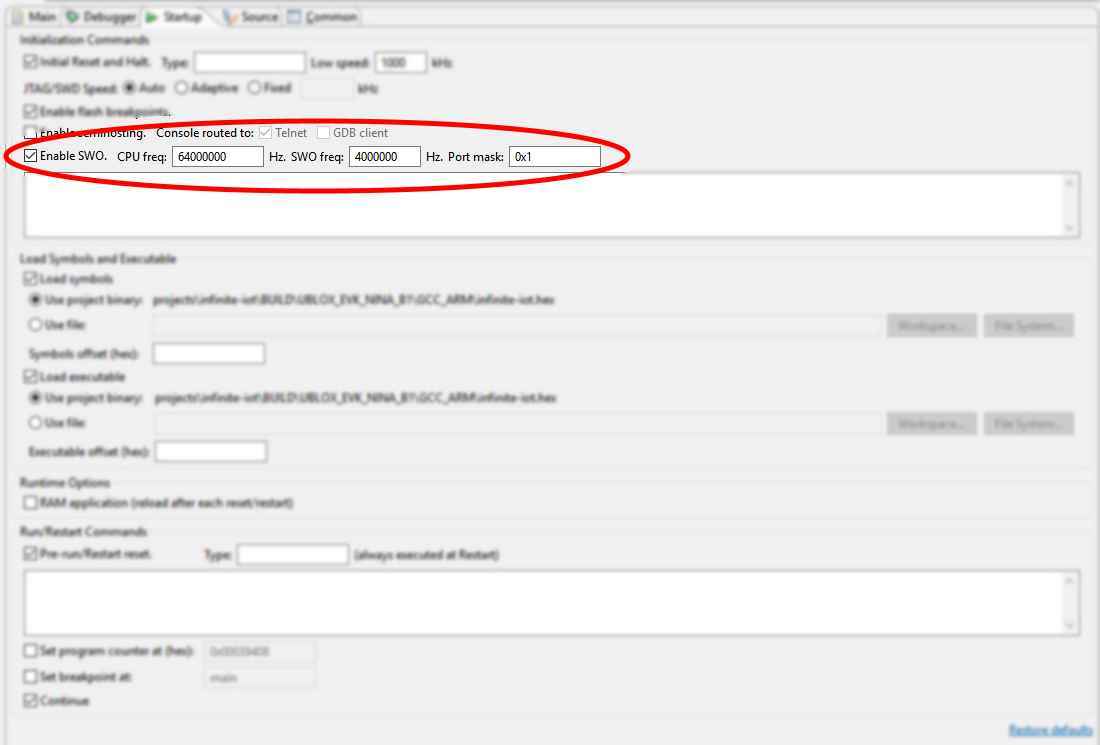 Main Debugger Startup Source Common
Initialization Commands
Initial Reset and Halt. Type: Low speed: 1000 kHz
JTAG/SWD Speed: Auto Adaptive Fixed kHz
Enable flash breakpoints.
Enable semihosting. Console routed to: Telnet GDB client
Enable SWO. CPU freq: 64000000 Hz. SWO freq: 4000000 Hz. Port mask: 0x1
Load Symbols and Executable
Load symbols
Use project binary: projects\infinite-iot\BUILD\UBLOX_EVK_NINA_B1\GCC_ARM\infinite-iot.hex
Use file: Workspace... File System...
Symbols offset (hex):
Load executable
Use project binary: projects\infinite-iot\BUILD\UBLOX_EVK_NINA_B1\GCC_ARM\infinite-iot.hex
Use file: Workspace... File System...
Executable offset (hex):
Runtime Options
RAM application (reload after each reset/restart)
Run/Restart Commands
Pre-run/Restart reset. Type: (always executed at Restart)
Set program counter at (hex):
Set breakpoint at: main
Continue
Restore defaults